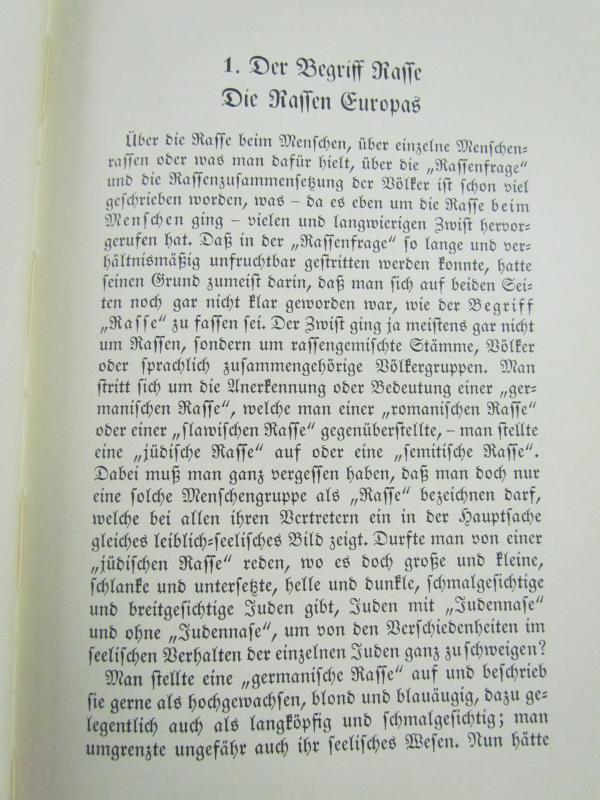 1. Der Begriff Rasse
Die Rassen Europas
Über die Rasse beim Menschen, über einzelne Menschen-
rassen oder was man dafür hielt, über die „Rassenfrage“
und die Rassenzusammensetzung der Völker ist schon viel
geschrieben worden, was – da es eben um die Rasse beim
Menschen ging – vielen und langwierigen Zwist hervor-
gerufen hat. Daß in der „Rassenfrage“ so lange und ver-
hältnismäßig unfruchtbar gestritten werden konnte, hatte
seinen Grund zumeist darin, daß man sich auf beiden Sei-
ten noch gar nicht klar geworden war, wie der Begriff
„Rasse“ zu fassen sei. Der Zwist ging ja meistens gar nicht
um Rassen, sondern um rassengemischte Stämme, Völker
oder sprachlich zusammengehörige Völkergruppen. Man
stritt sich um die Anerkennung oder Bedeutung einer „ger-
manischen Rasse“, welche man einer „romanischen Rasse“
oder einer „slawischen Rasse“ gegenüberstellte, – man stellte
eine „jüdische Rasse“ auf oder eine „semitische Rasse“.
Dabei muß man ganz vergessen haben, daß man doch nur
eine solche Menschengruppe als „Rasse“ bezeichnen darf,
welche bei allen ihren Vertretern ein in der Hauptsache
gleiches leiblich-seelisches Bild zeigt. Durfte man von einer
„jüdischen Rasse“ reden, wo es doch große und kleine,
schlanke und untersetzte, helle und dunkle, schmalgesichtige
und breitgesichtige Juden gibt, Juden mit „Judennase“
und ohne „Judennase“, um von den Verschiedenheiten im
seelischen Verhalten der einzelnen Juden ganz zu schweigen?
Man stellte eine „germanische Rasse“ auf und beschrieb
sie gerne als hochgewachsen, blond und blauäugig, dazu ge-
legentlich auch als langköpfig und schmalgesichtig; man
umgrenzte ungefähr auch ihr seelisches Wesen. Nun hätte